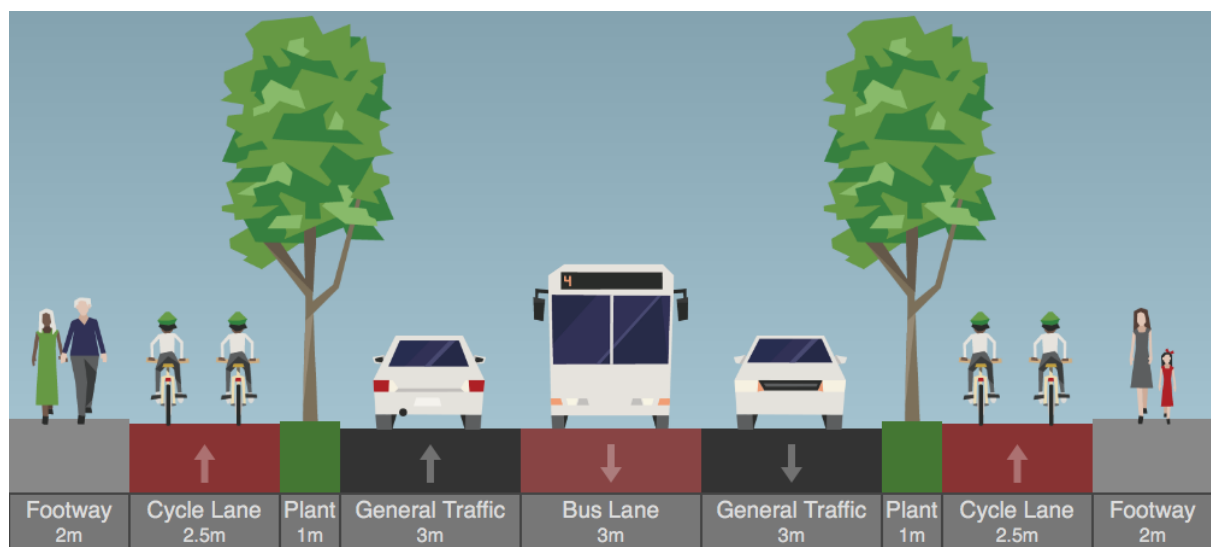 4
Footway
2m
Cycle Lane
2.5m
Plant
1m
General Traffic
3m
Bus Lane
3m
General Traffic
3m
Plant
1m
Cycle Lane
2.5m
Footway
2m